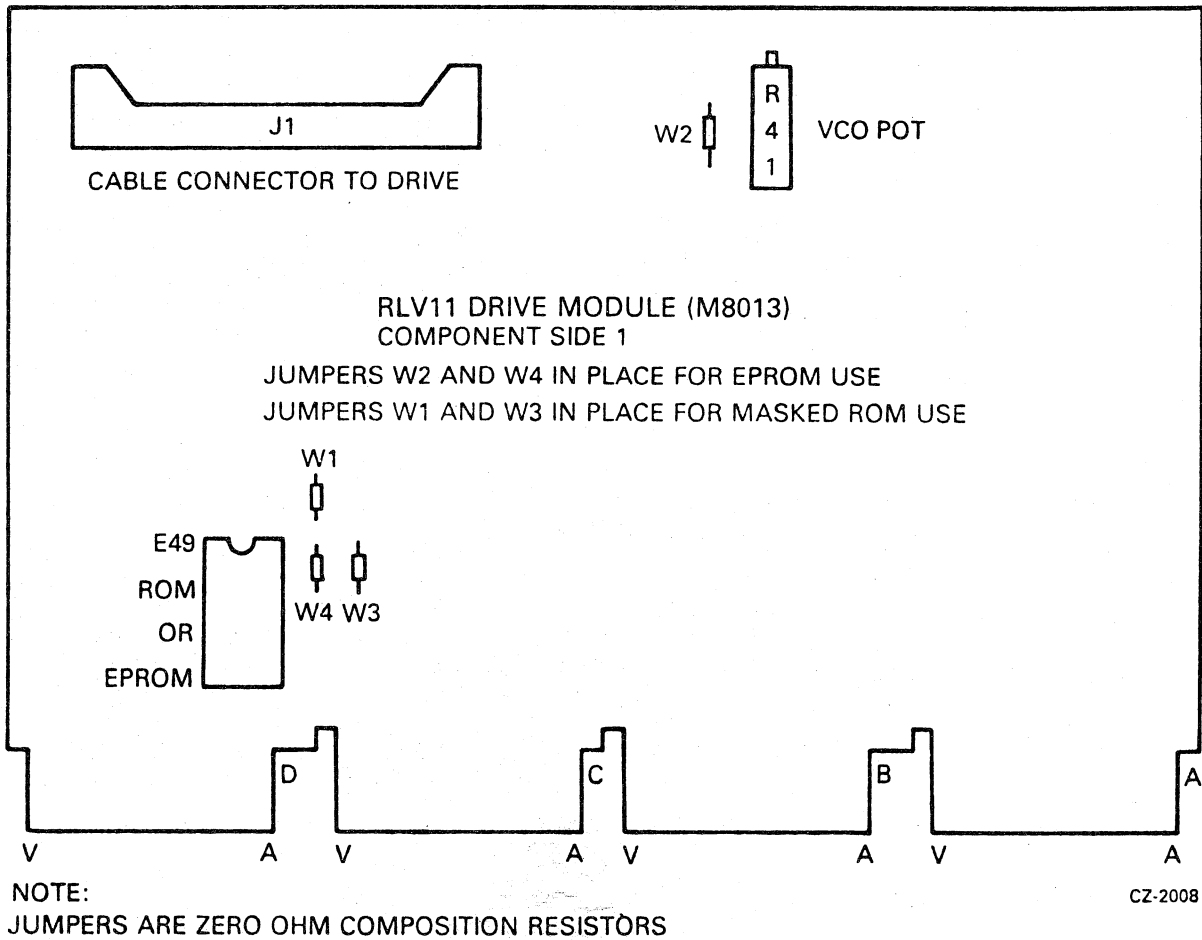 J1
CABLE CONNECTOR TO DRIVE
W2
R
4
1
VCO POT
RLV11 DRIVE MODULE (M8013)
COMPONENT SIDE 1
JUMPERS W2 AND W4 IN PLACE FOR EPROM USE
JUMPERS W1 AND W3 IN PLACE FOR MASKED ROM USE
W1
E49
ROM
OR
EPROM
W4 W3
D
C
B
A
V A V A V A V A
NOTE:
JUMPERS ARE ZERO OHM COMPOSITION RESISTORS
CZ-2008